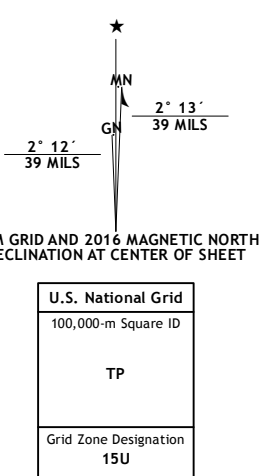 ★
MN
GN
2° 13´
39 MILS
2° 12´
39 MILS
GRID AND 2016 MAGNETIC NORTH
ECLINATION AT CENTER OF SHEET
U.S. National Grid
100,000-m Square ID
TP
Grid Zone Designation
15U